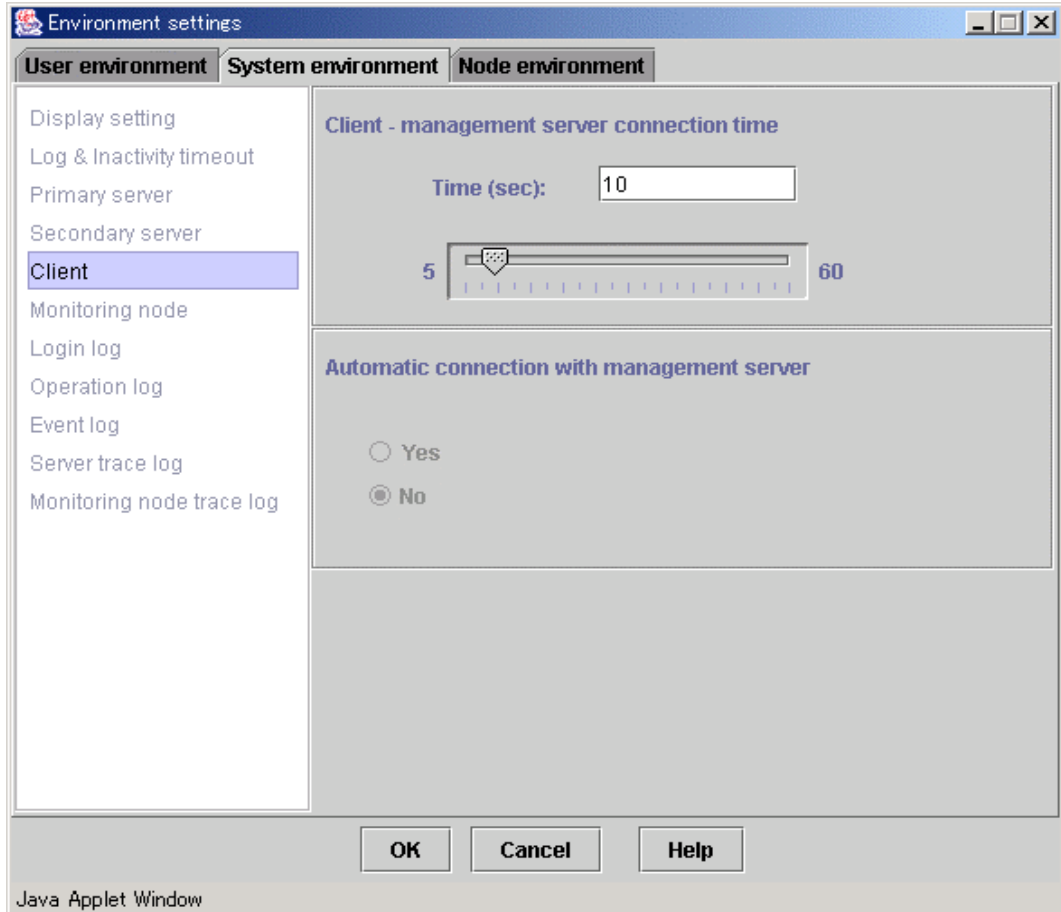 Environment settings
User environment System environment Node environment
Display setting
Log & Inactivity timeout
Primary server
Secondary server
Client
Monitoring node
Login log
Operation log
Event log
Server trace log
Monitoring node trace log
Client - management server connection time
Time (sec): 10
5 60
Automatic connection with management server
Yes
No
OK Cancel Help
Java Applet Window